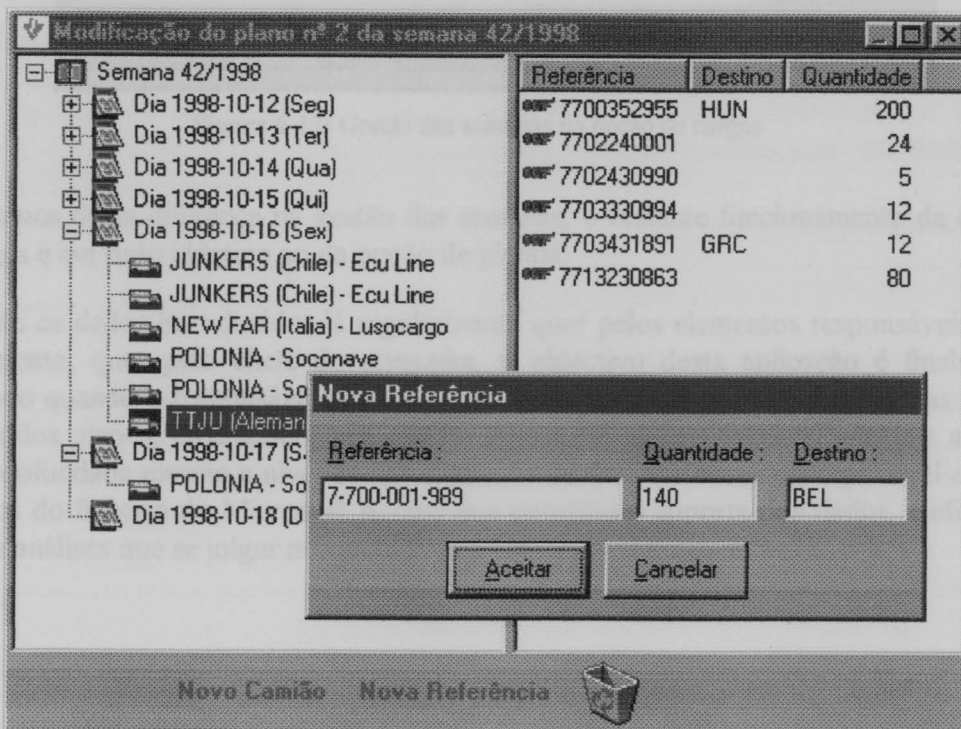 Modificação do plano nº 2 da semana 42/1998
Semana 42/1998
Dia 1998-10-12 (Seg)
Dia 1998-10-13 (Ter)
Dia 1998-10-14 (Qua)
Dia 1998-10-15 (Qui)
Dia 1998-10-16 (Sex)
JUNKERS (Chile) - Ecu Line
JUNKERS (Chile) - Ecu Line
NEW FAR (Italia) - Lusocargo
POLONIA - Soconave
POLONIA - So
TTJU (Aleman
Dia 1998-10-17 (S
POLONIA - So
Dia 1998-10-18 (D
Referência Destino Quantidade
7700352955 HUN 200
7702240001 24
7702430990 5
7703330994 12
7703431891 GRC 12
7713230863 80
Nova Referência
Referência : Quantidade : Destino :
7-700-001-989 140 BEL
Aceitar Cancelar
Novo Camião Nova Referência